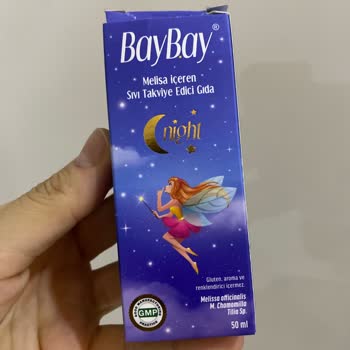 BayBay®
Melisa içeren
Sıvı Takviye Edici Gıda
night
Gluten, aroma ve
renklendirici içermez.
Melissa officinalis
M. Chamomilla
Tilia Sp.
GMP
50 ml